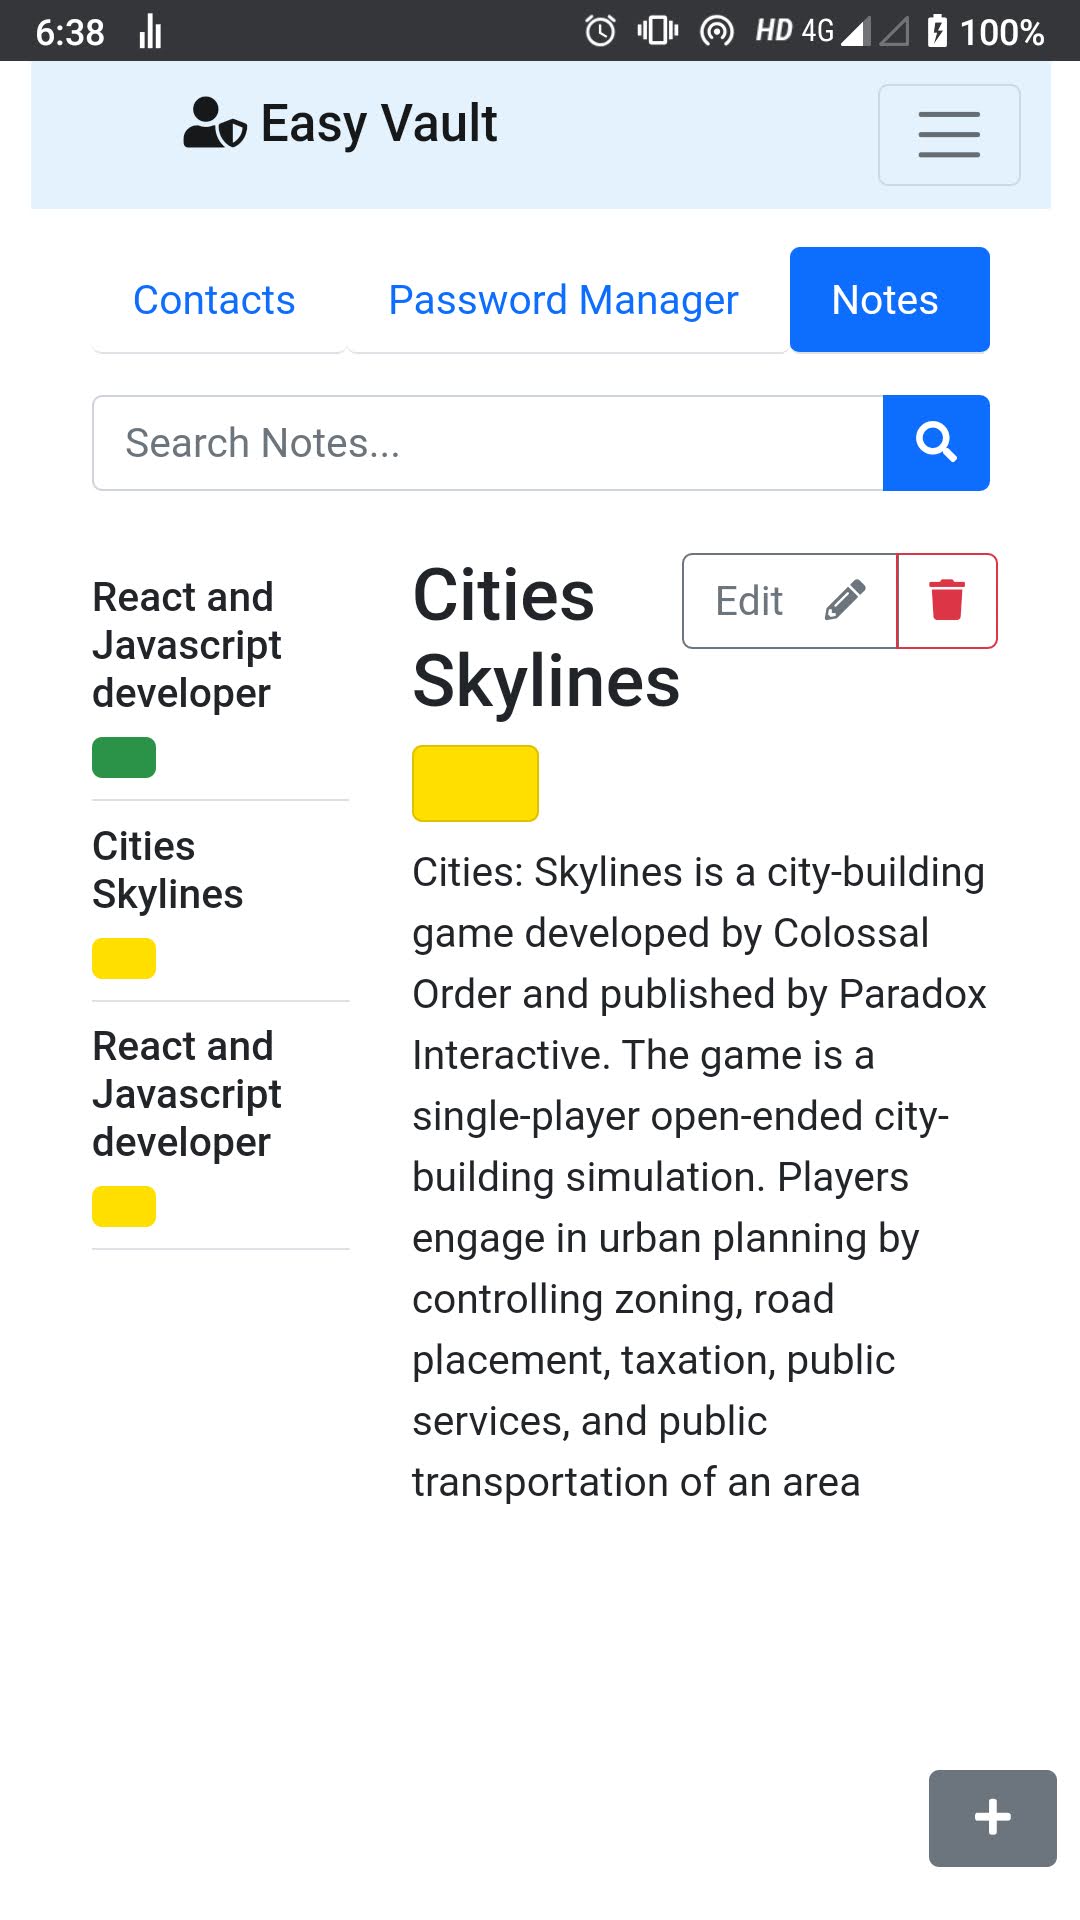 6:38 HD 4G 100%
Easy Vault
Contacts Password Manager Notes
Search Notes...
React and
Javascript
developer
Cities
Skylines
React and
Javascript
developer
Cities
Skylines
Edit
Cities: Skylines is a city-building
game developed by Colossal
Order and published by Paradox
Interactive. The game is a
single-player open-ended city-
building simulation. Players
engage in urban planning by
controlling zoning, road
placement, taxation, public
services, and public
transportation of an area